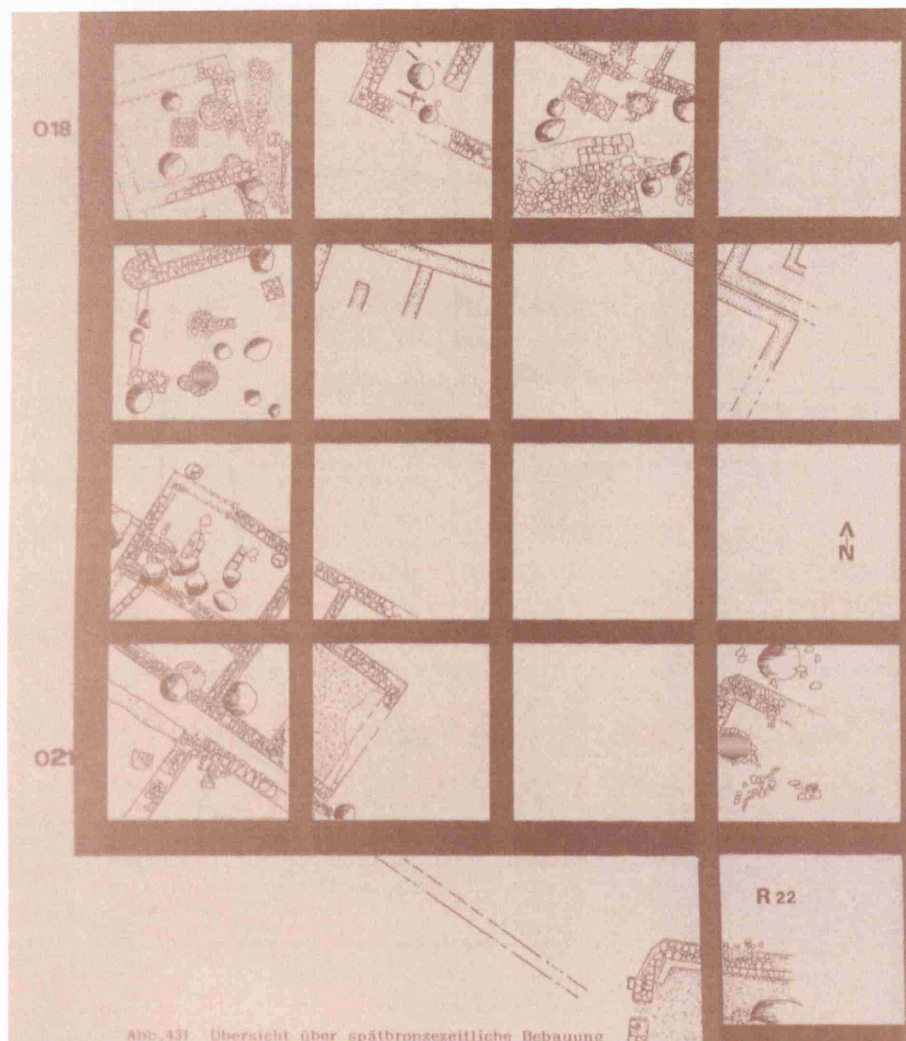 O18
N
O21
R 22
Abb. 431 Übersicht über spätbronzezeitliche Bebauung